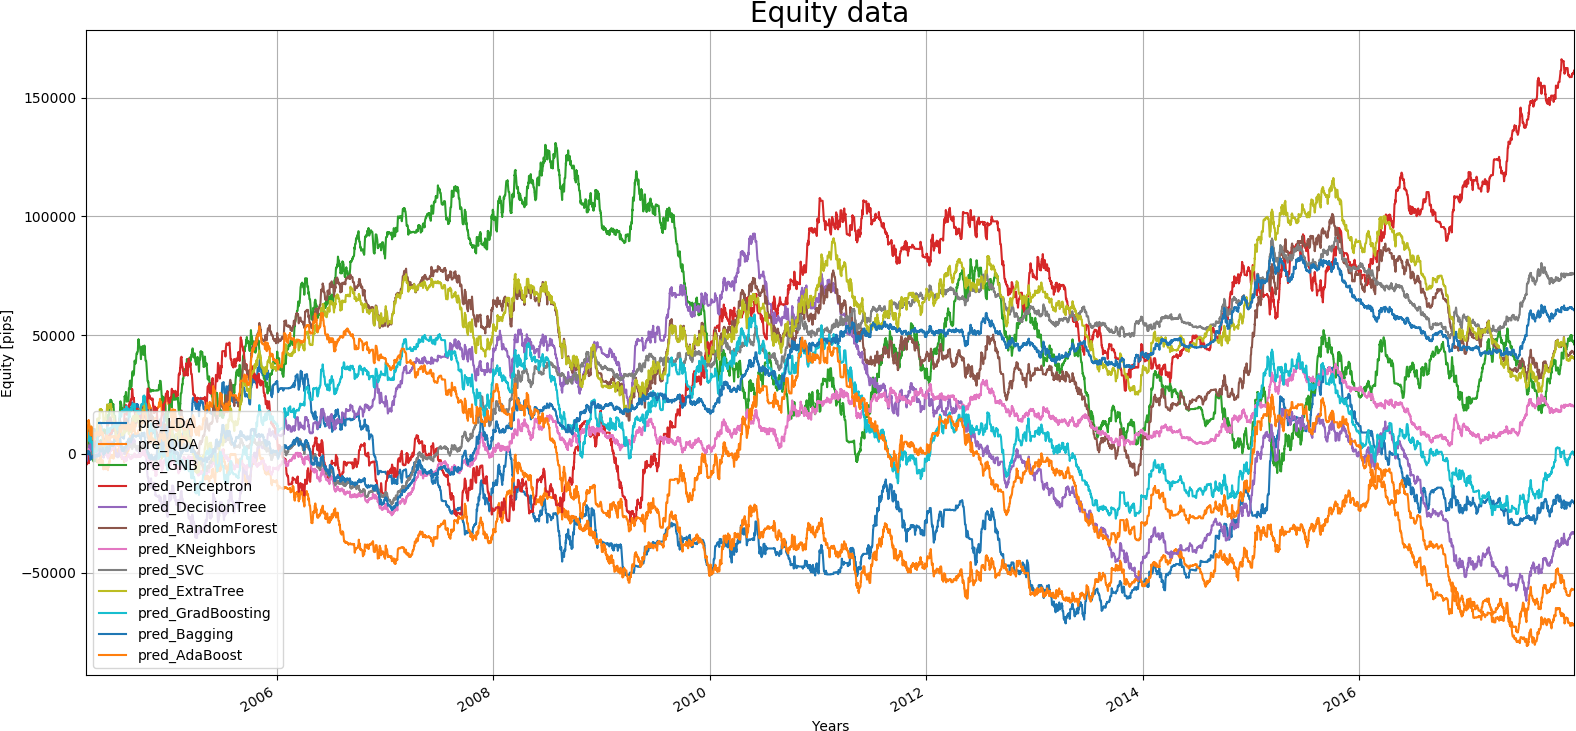 Equity data
150000
100000
50000
0
−50000
Equity [pips]
pre_LDA
pre_QDA
pre_GNB
pred_Perceptron
pred_DecisionTree
pred_RandomForest
pred_KNeighbors
pred_SVC
pred_ExtraTree
pred_GradBoosting
pred_Bagging
pred_AdaBoost
2006
2008
2010
2012
2014
2016
Years